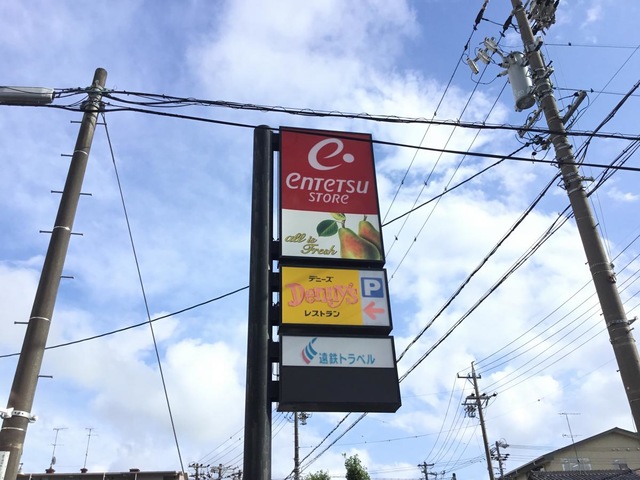 e
entetsu
STORE
all is
Fresh
デニーズ
Denny's
レストラン
P
遠鉄トラベル